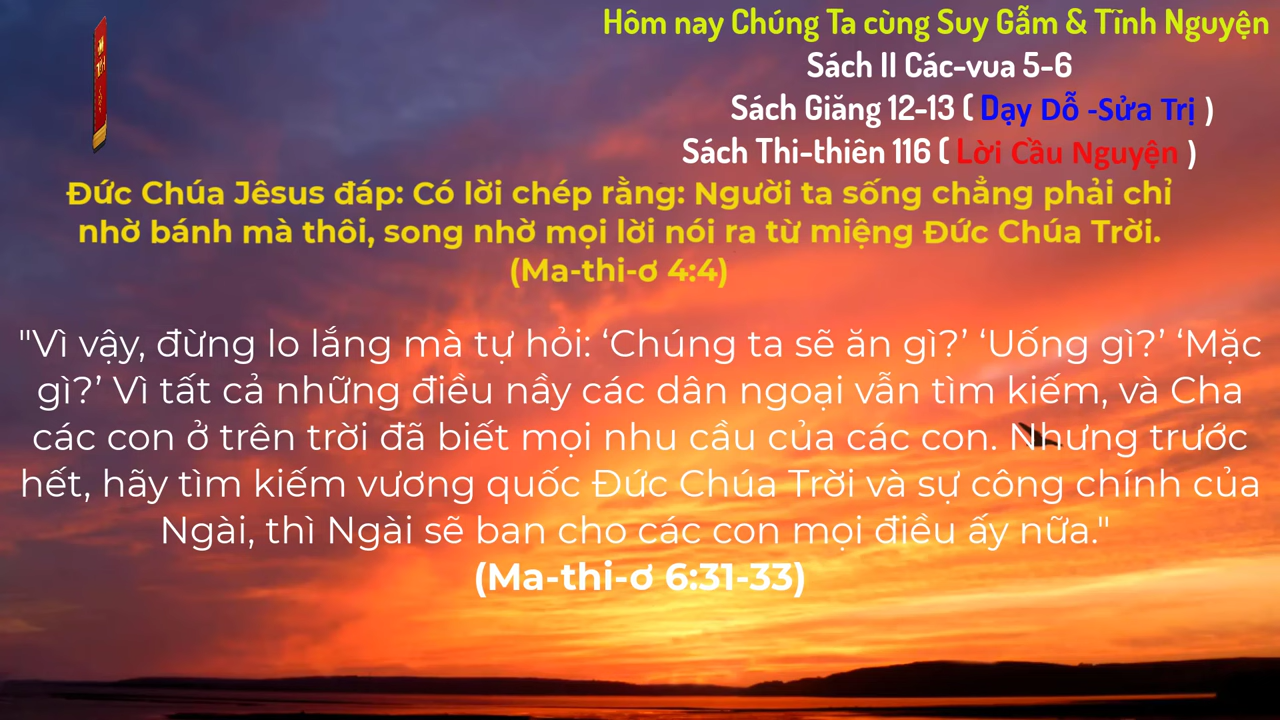 Hôm nay Chúng Ta cùng Suy Gẫm & Tĩnh Nguyện
Sách II Các-vua 5-6
Sách Giăng 12-13 ( Dạy Dỗ -Sửa Trị )
Sách Thi-thiên 116 ( Lời Cầu Nguyện )
Đức Chúa Jêsus đáp: Có lời chép rằng: Người ta sống chẳng phải chỉ
nhờ bánh mà thôi, song nhờ mọi lời nói ra từ miệng Đức Chúa Trời.
(Ma-thi-ơ 4:4)
"Vì vậy, đừng lo lắng mà tự hỏi: ‘Chúng ta sẽ ăn gì?’ ‘Uống gì?’ ‘Mặc
gì?’ Vì tất cả những điều nầy các dân ngoại vẫn tìm kiếm, và Cha
các con ở trên trời đã biết mọi nhu cầu của các con. Nhưng trước
hết, hãy tìm kiếm vương quốc Đức Chúa Trời và sự công chính của
Ngài, thì Ngài sẽ ban cho các con mọi điều ấy nữa."
(Ma-thi-ơ 6:31-33)